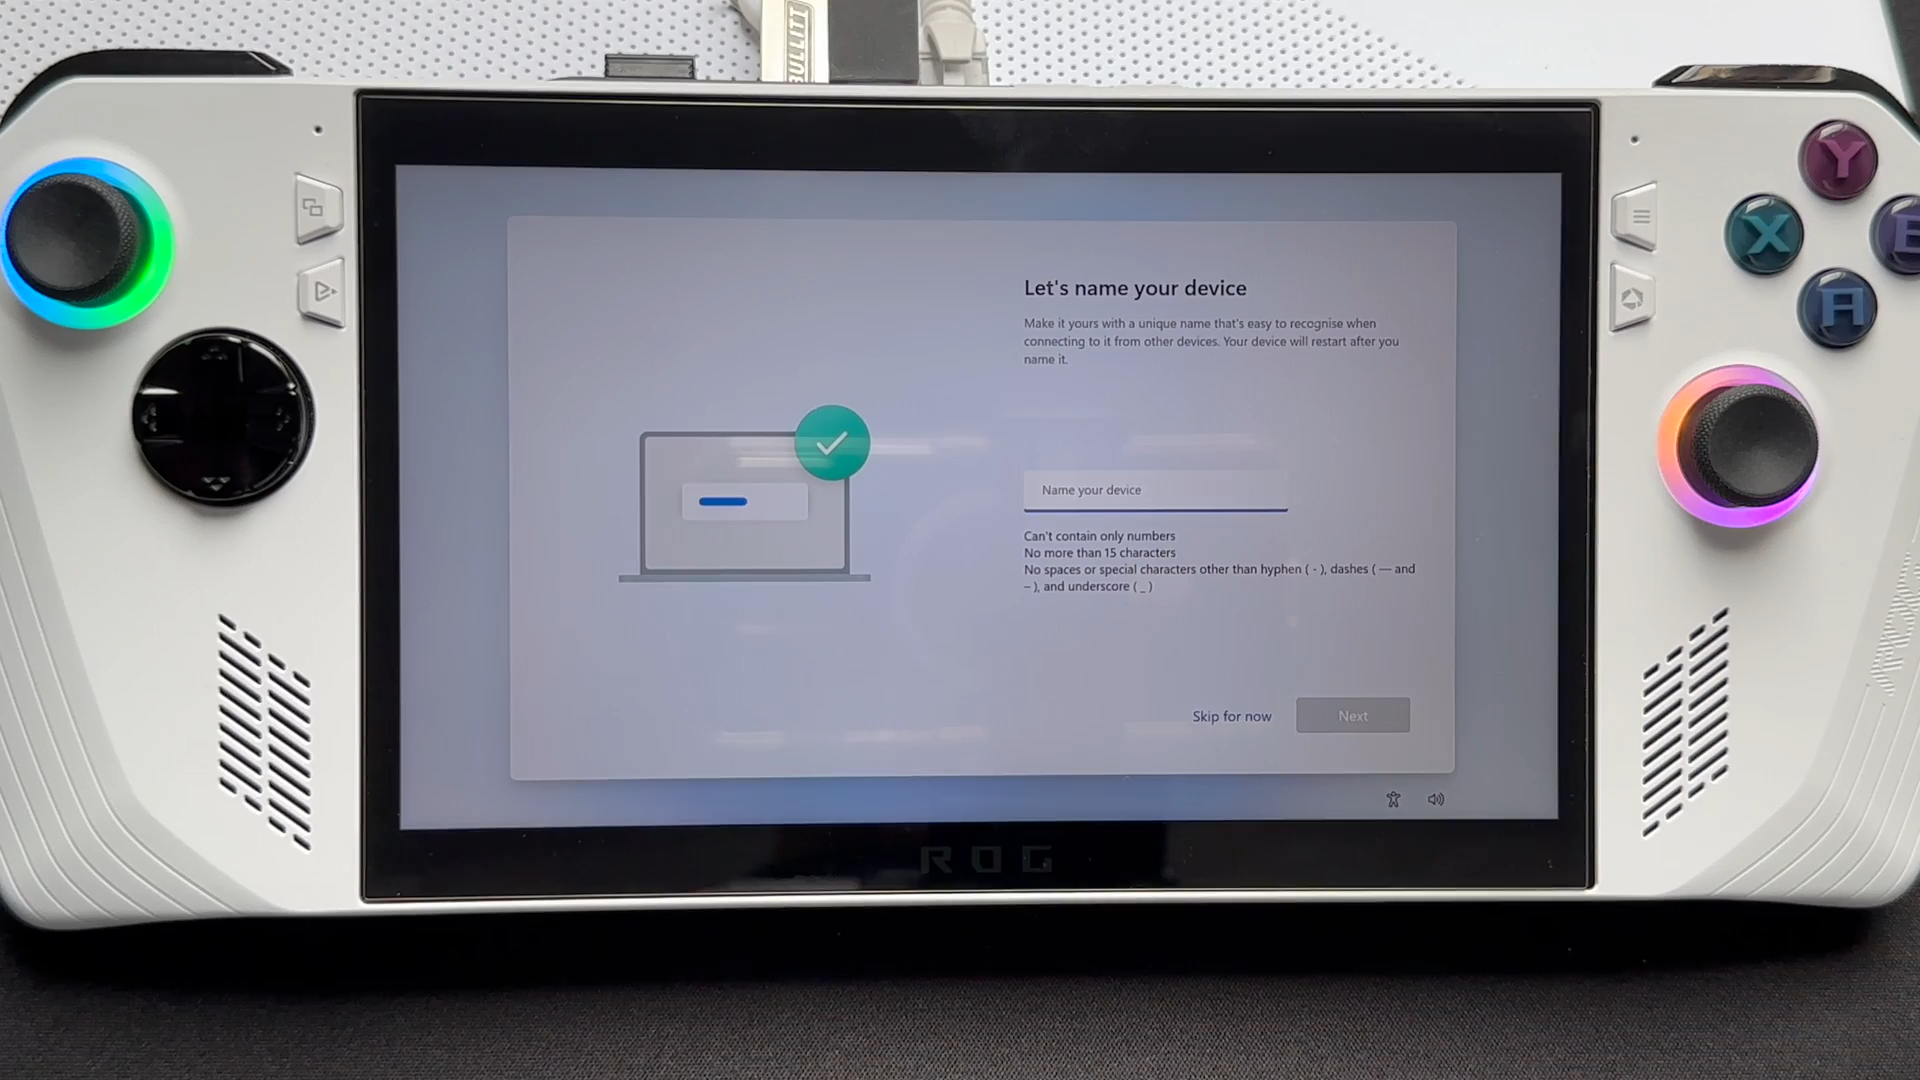 BULLITT
Y
X
B
A
Let's name your device
Make it yours with a unique name that's easy to recognise when
connecting to it from other devices. Your device will restart after you
name it.
Name your device
Can't contain only numbers
No more than 15 characters
No spaces or special characters other than hyphen ( - ), dashes ( — and
– ), and underscore ( _ )
Skip for now
Next
ROG